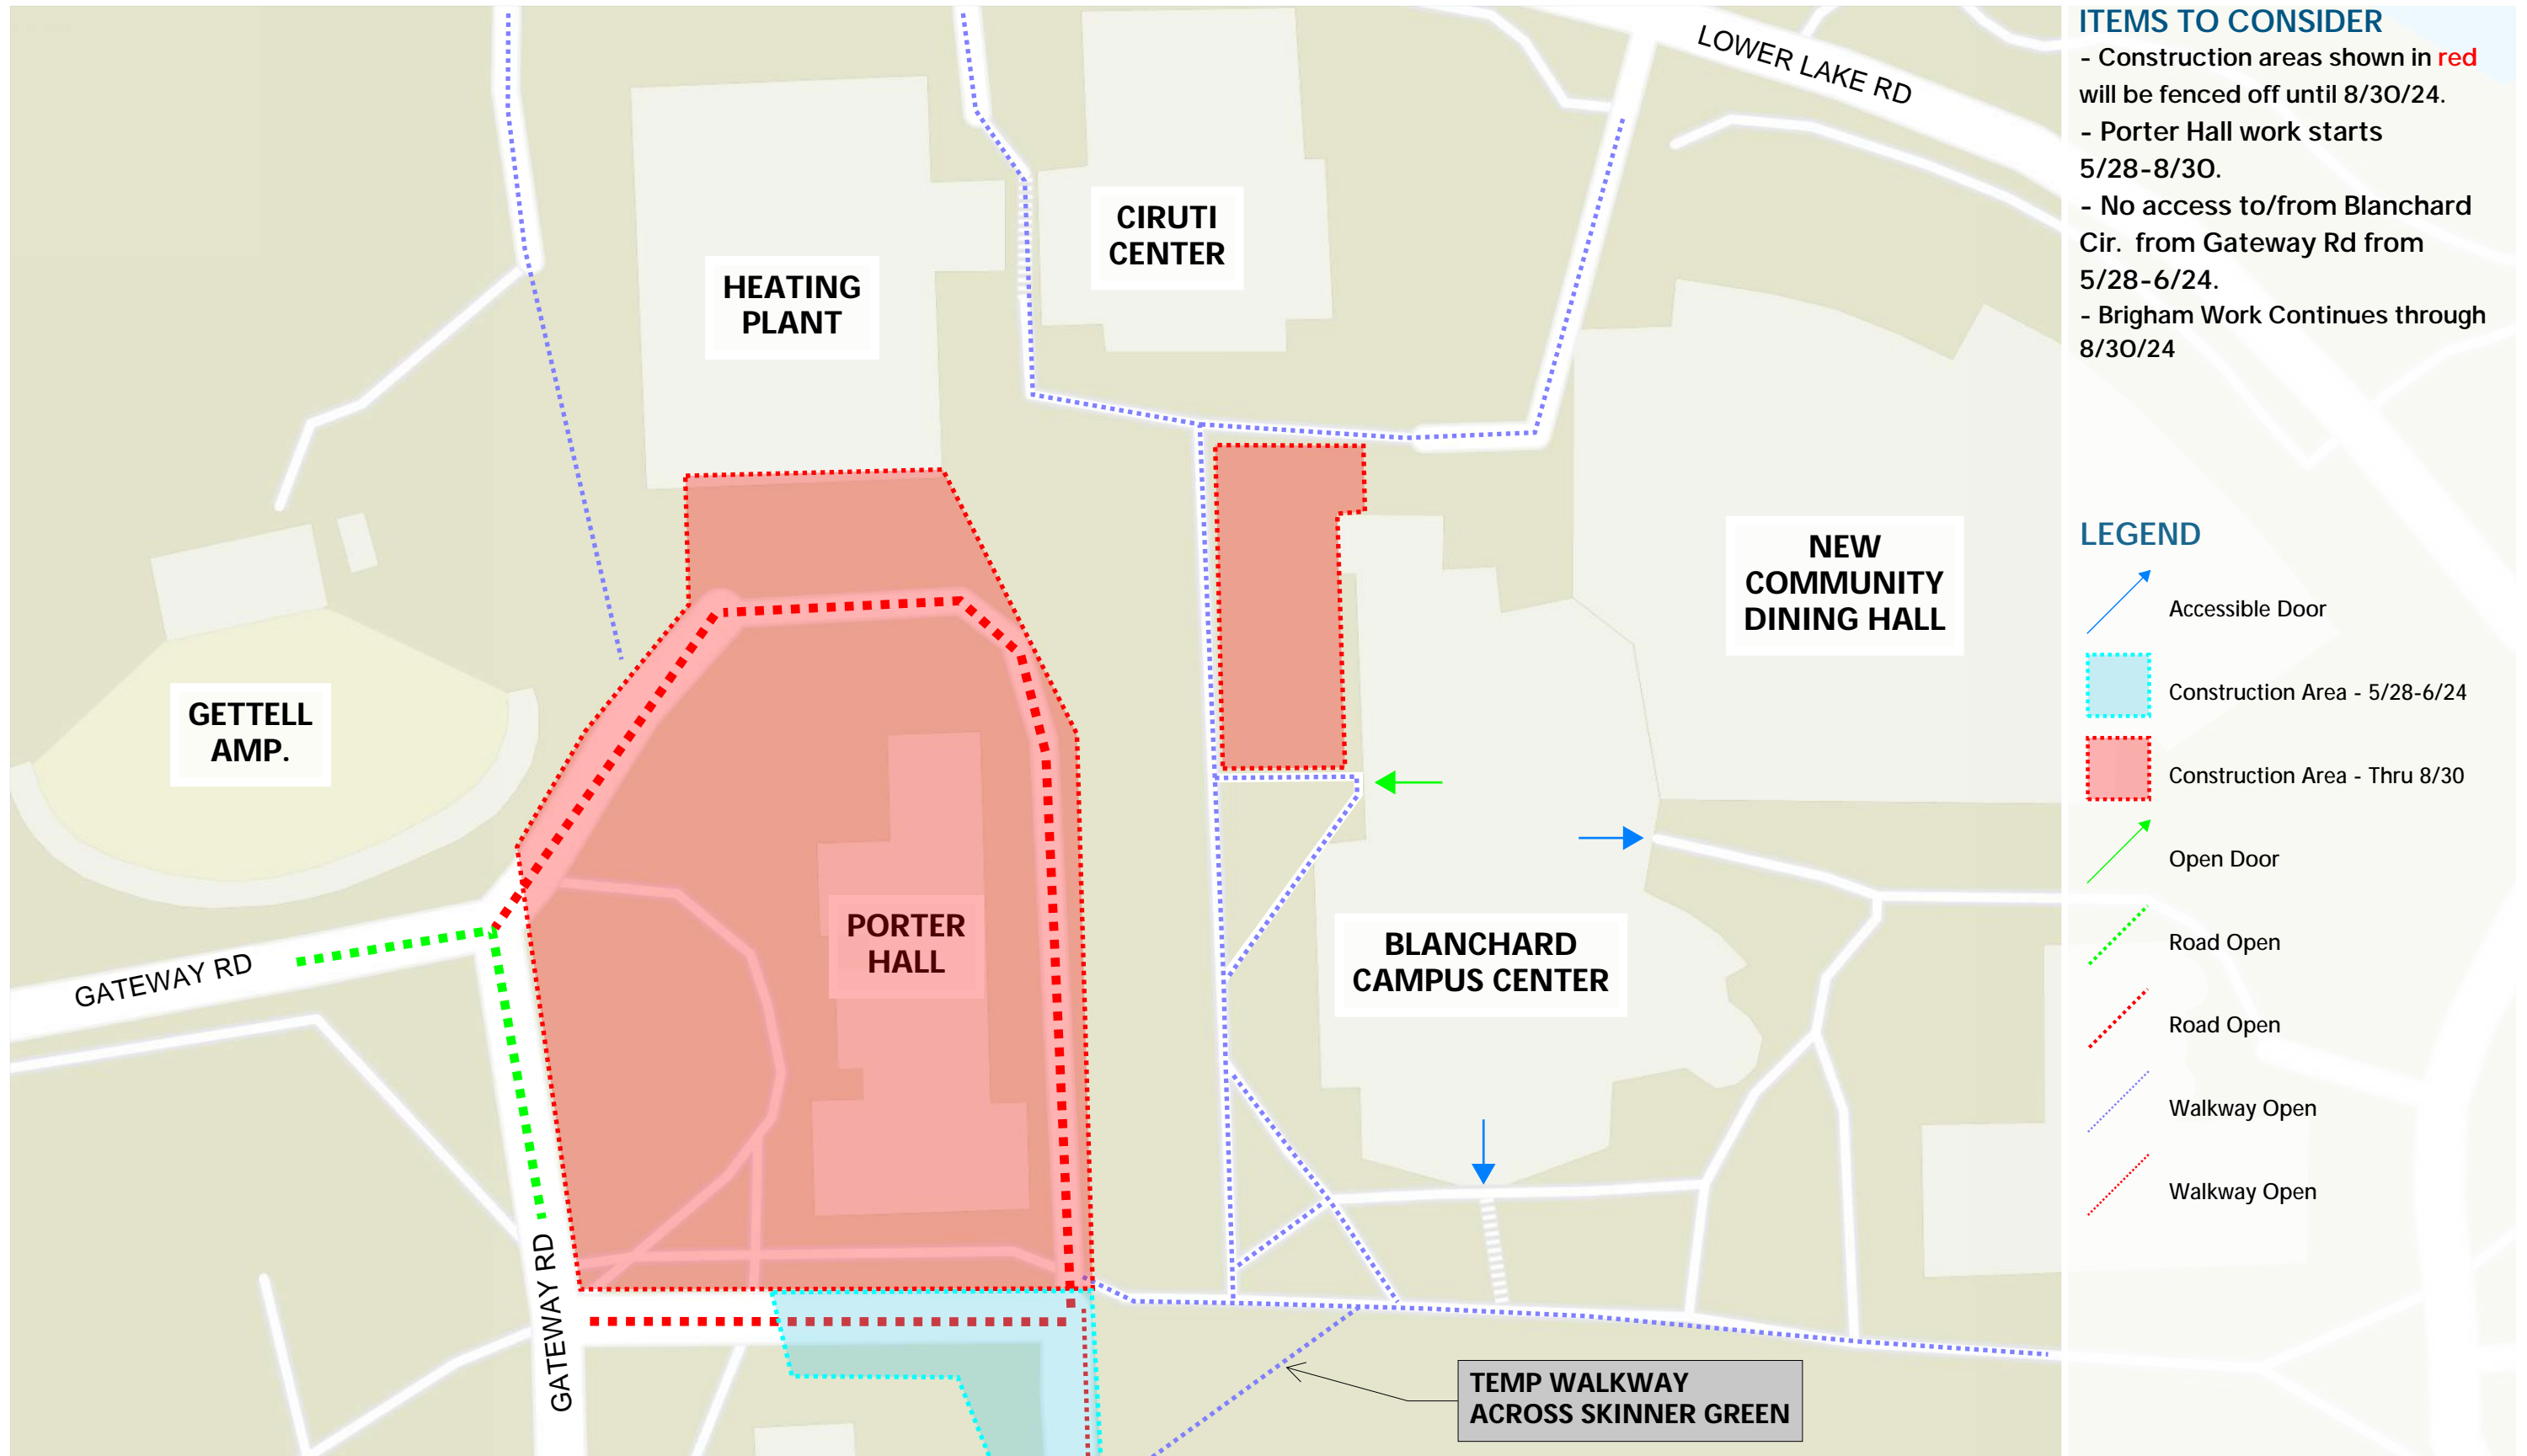 LOWER LAKE RD
CIRUTI
CENTER
HEATING
PLANT
NEW
COMMUNITY
DINING HALL
GETTELL
AMP.
PORTER
HALL
BLANCHARD
CAMPUS CENTER
GATEWAY RD
GATEWAY RD
TEMP WALKWAY
ACROSS SKINNER GREEN
ITEMS TO CONSIDER
- Construction areas shown in red
will be fenced off until 8/30/24.
- Porter Hall work starts
5/28-8/30.
- No access to/from Blanchard
Cir. from Gateway Rd from
5/28-6/24.
- Brigham Work Continues through
8/30/24
LEGEND
Accessible Door
Construction Area - 5/28-6/24
Construction Area - Thru 8/30
Open Door
Road Open
Road Open
Walkway Open
Walkway Open